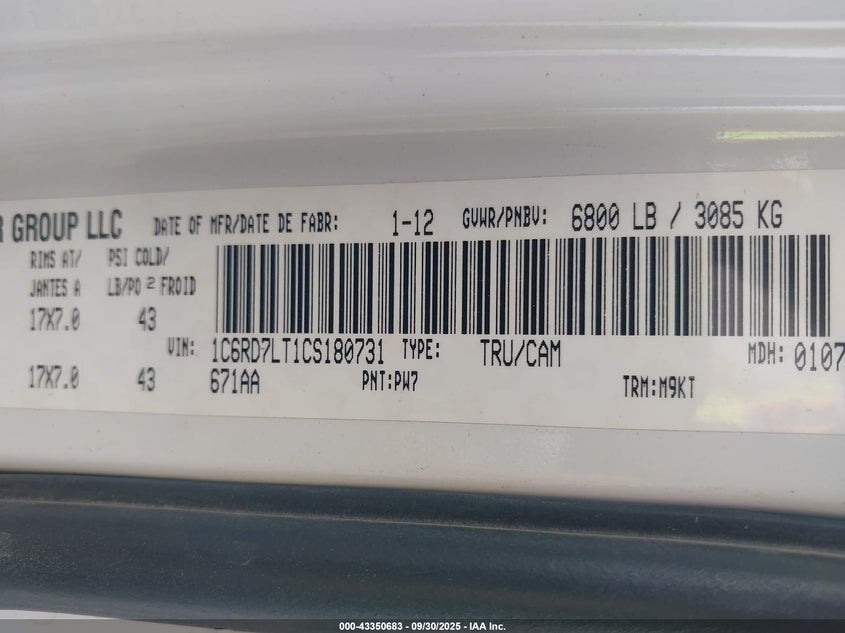 R GROUP LLC DATE OF MFR/DATE DE FABR: 1-12 GVWR/PNBV: 6800 LB / 3085 KG
RIMS AT/ PSI COLD/
JANTES A LB/PO 2 FROID
17X7.0 43
VIN: 1C6RD7LT1CS180731 TYPE: TRU/CAM MDH: 0107
17X7.0 43 671AA PNT:PW7 TRM:M9KT
000-43350683 - 09/30/2025 - IAA Inc.